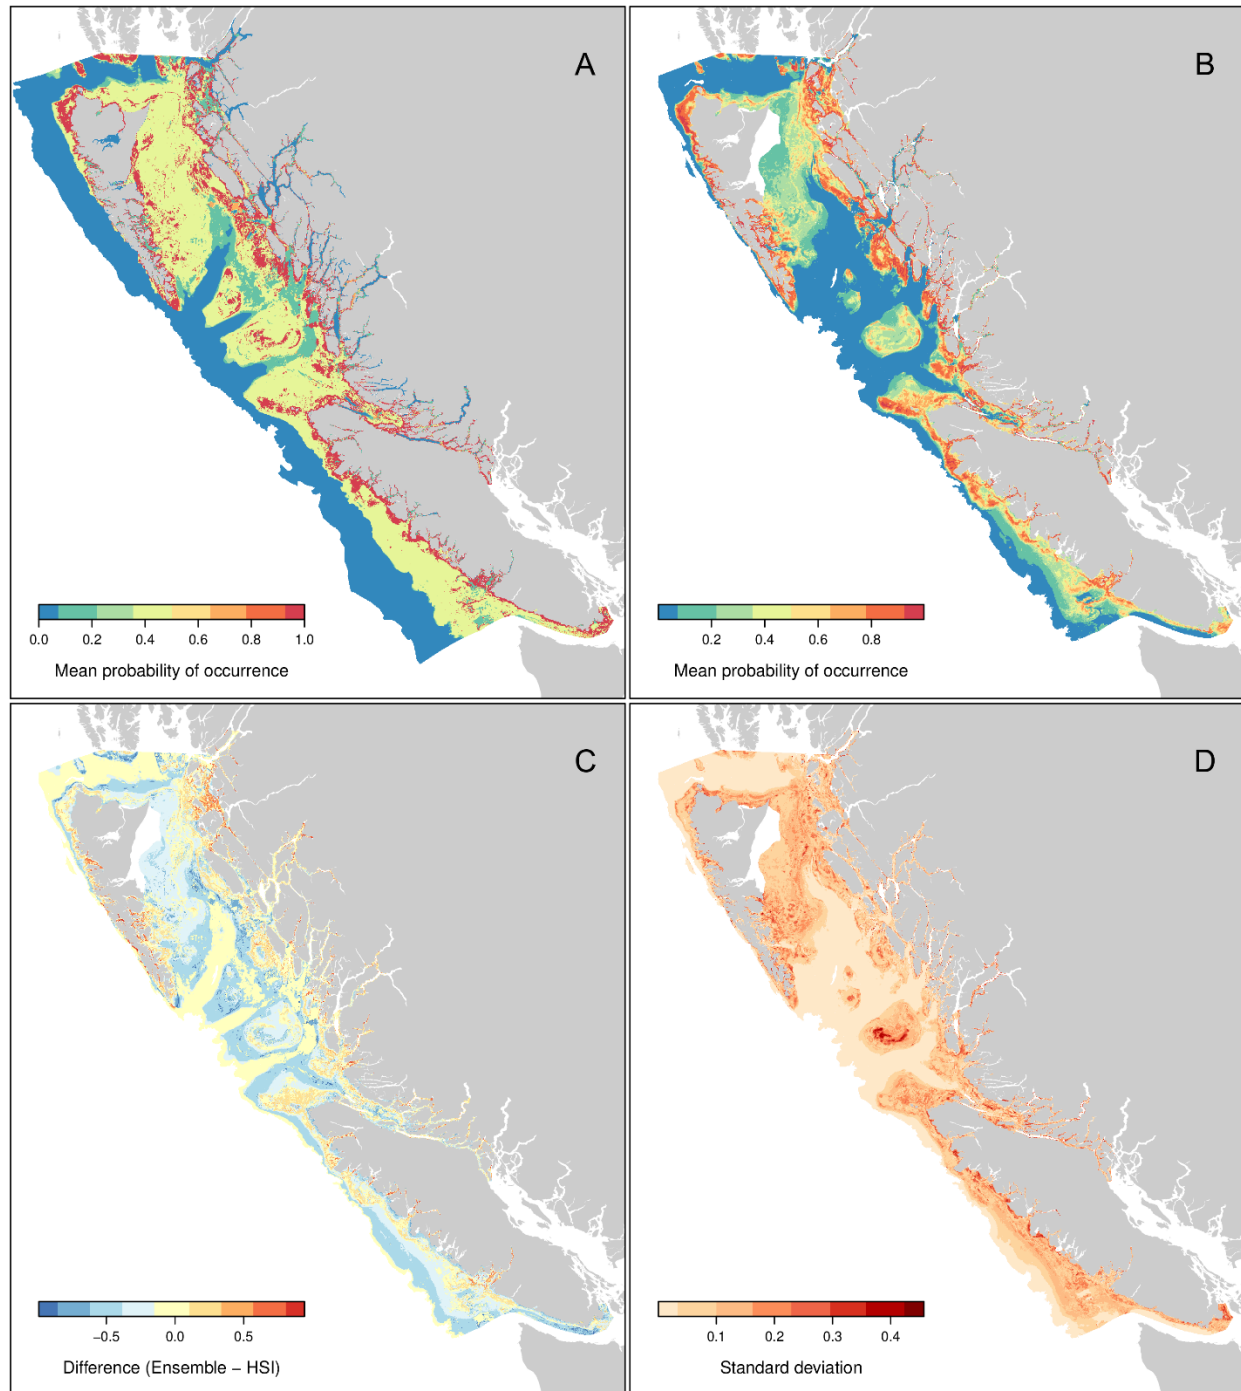 A
0.0 0.2 0.4 0.6 0.8 1.0
Mean probability of occurrence
B
0.2 0.4 0.6 0.8
Mean probability of occurrence
C
−0.5 0.0 0.5
Difference (Ensemble − HSI)
D
0.1 0.2 0.3 0.4
Standard deviation